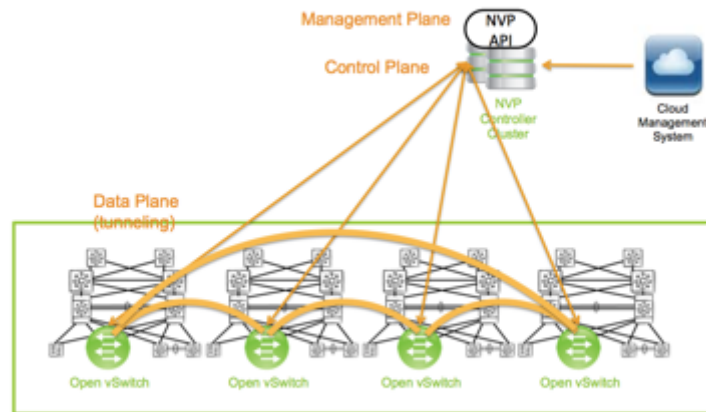 Management Plane
NVP
API
Control Plane
NVP
Controller
Cluster
Cloud
Management
System
Data Plane
(tunneling)
Open vSwitch
Open vSwitch
Open vSwitch
Open vSwitch